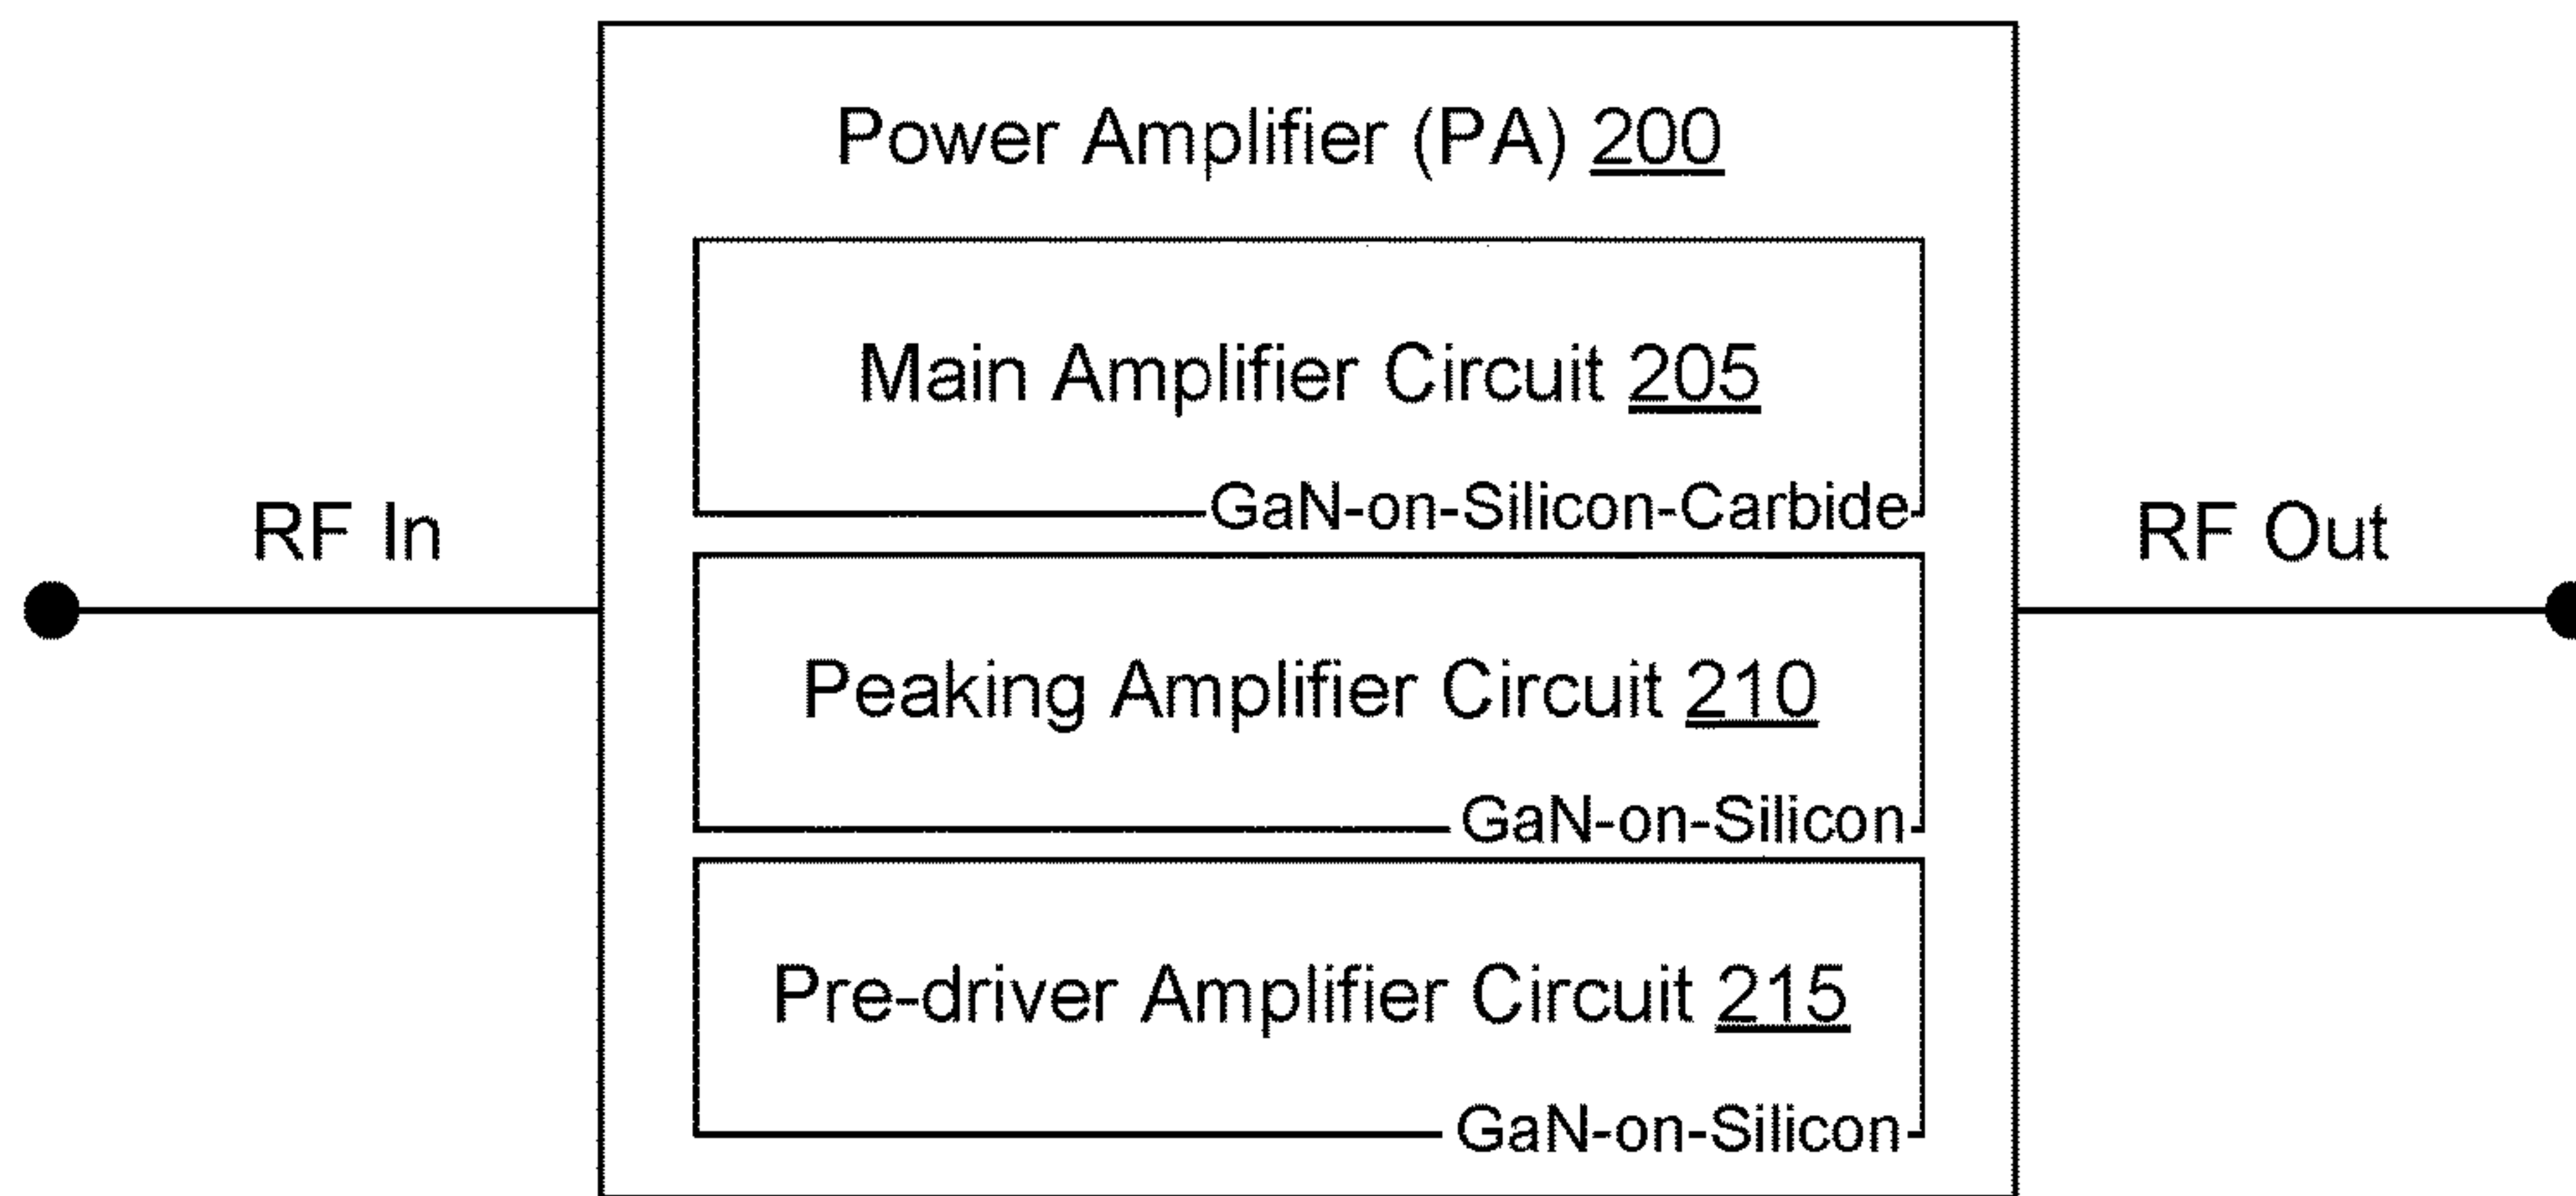 Power Amplifier (PA) 200
Main Amplifier Circuit 205
GaN-on-Silicon-Carbide
RF In
RF Out
Peaking Amplifier Circuit 210
GaN-on-Silicon
Pre-driver Amplifier Circuit 215
GaN-on-Silicon